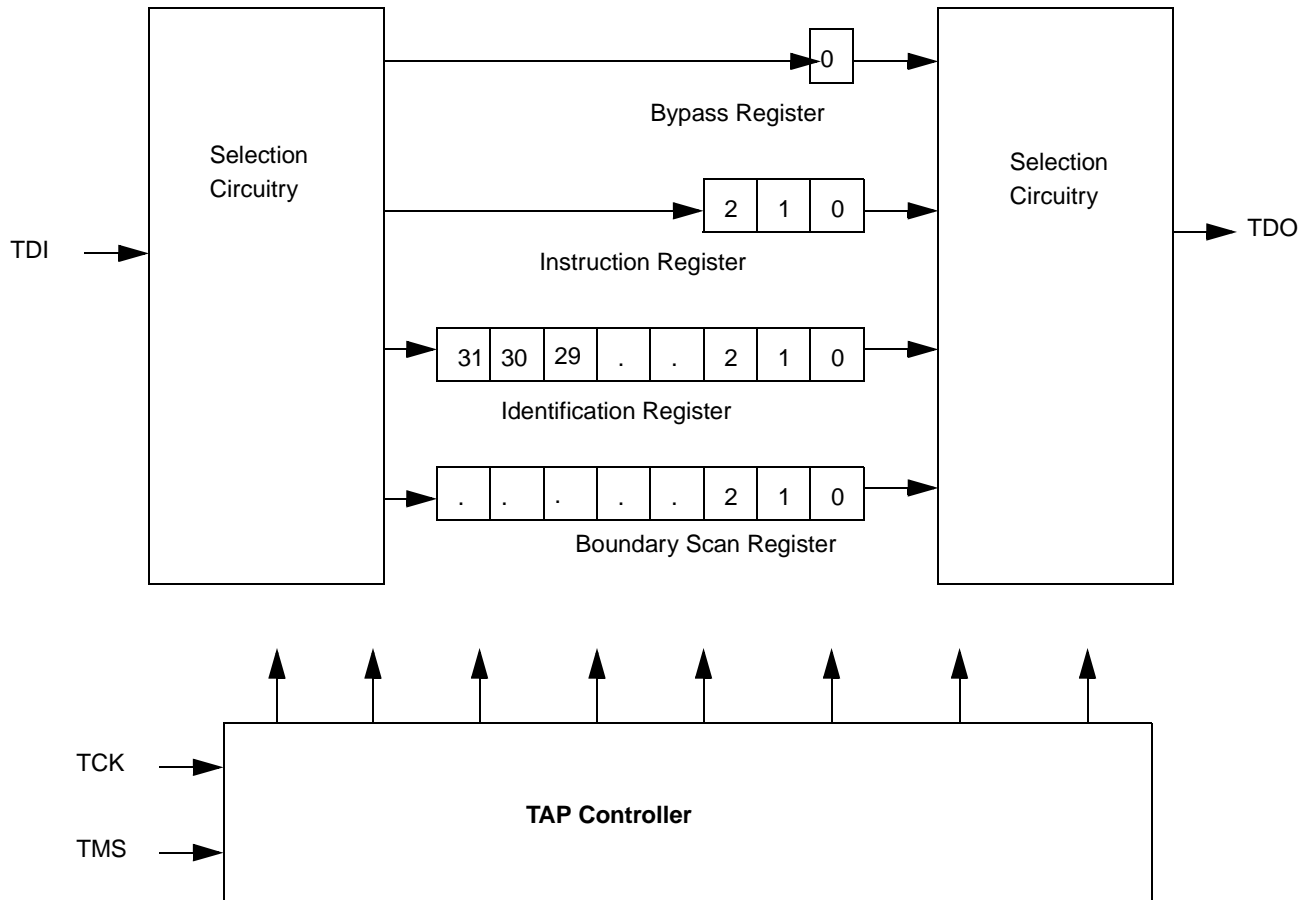 0
Bypass Register
Selection
Circuitry
Selection
Circuitry
2 1 0
TDI
TDO
Instruction Register
31 30 29 . . 2 1 0
Identification Register
. . . . . 2 1 0
Boundary Scan Register
TCK
TAP Controller
TMS